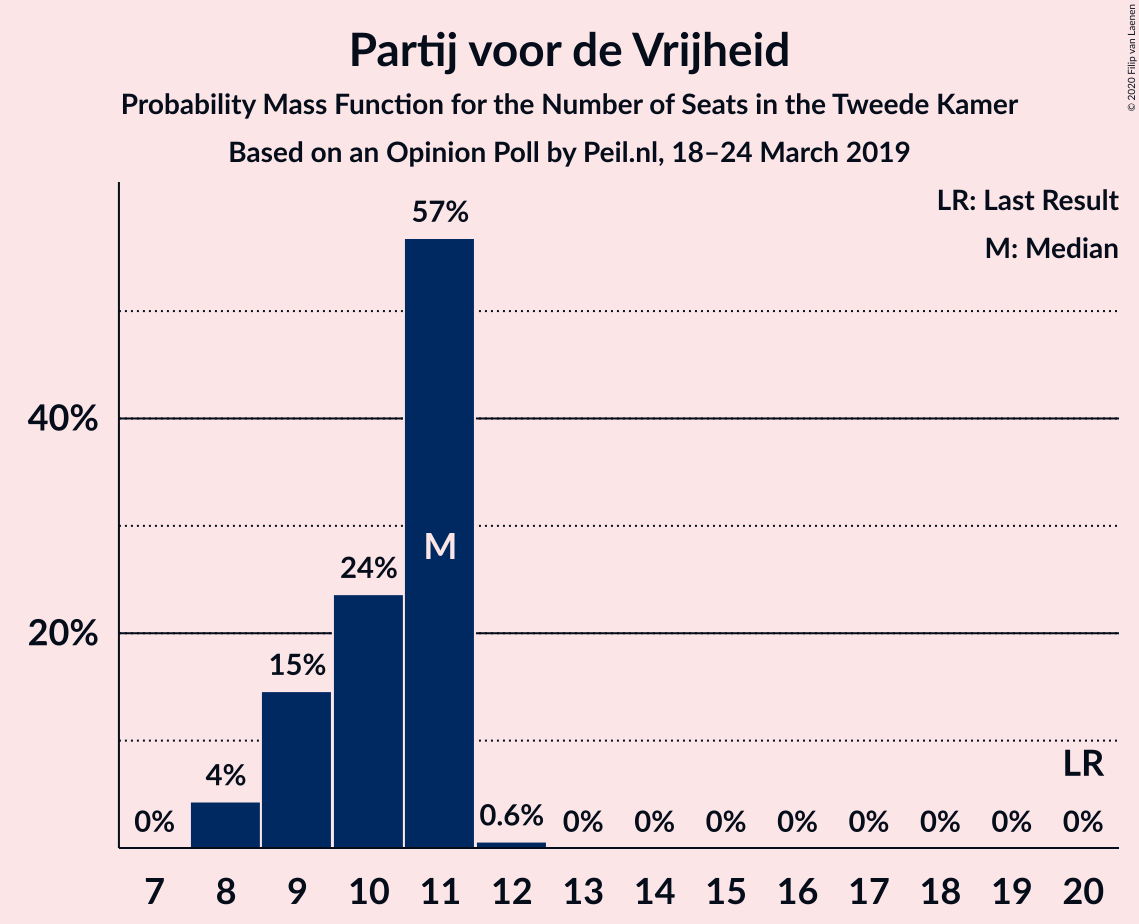 Partij voor de Vrijheid
Probability Mass Function for the Number of Seats in the Tweede Kamer
Based on an Opinion Poll by Peil.nl, 18–24 March 2019
© 2020 Filip van Laenen
LR: Last Result
M: Median
57%
40%
M
24%
20%
15%
4%
LR
0%
0.6%
0% 0% 0% 0% 0% 0% 0% 0%
7 8 9 10 11 12 13 14 15 16 17 18 19 20